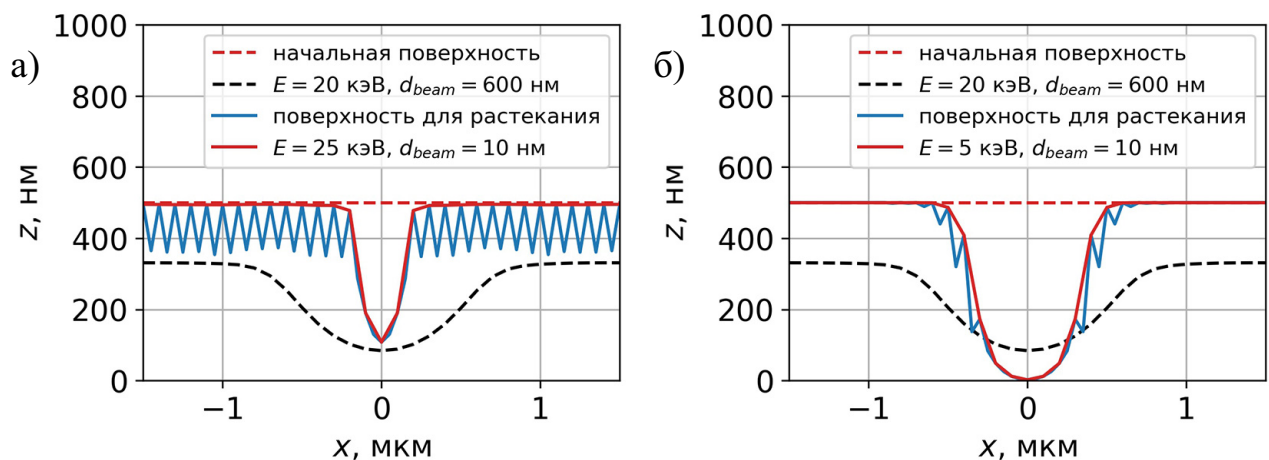 а)
1000
800
600
400
200
0
z, нм
−1
0
1
x, мкм
начальная поверхность
E = 20 кэВ, d_beam = 600 нм
поверхность для растекания
E = 25 кэВ, d_beam = 10 нм
б)
1000
800
600
400
200
0
z, нм
−1
0
1
x, мкм
начальная поверхность
E = 20 кэВ, d_beam = 600 нм
поверхность для растекания
E = 5 кэВ, d_beam = 10 нм